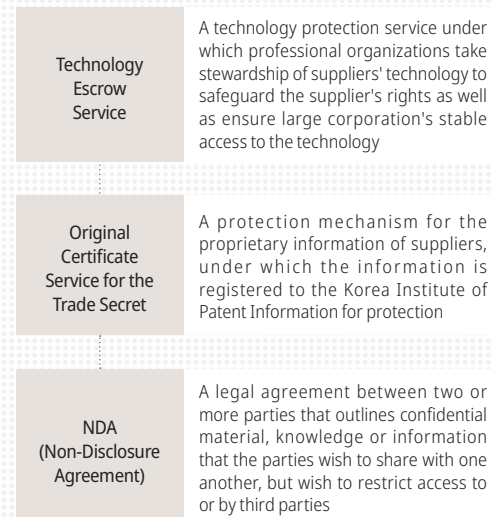 Technology
Escrow
Service
A technology protection service under
which professional organizations take
stewardship of suppliers' technology to
safeguard the supplier's rights as well
as ensure large corporation's stable
access to the technology
Original
Certificate
Service for the
Trade Secret
A protection mechanism for the
proprietary information of suppliers,
under which the information is
registered to the Korea Institute of
Patent Information for protection
NDA
(Non-Disclosure
Agreement)
A legal agreement between two or
more parties that outlines confidential
material, knowledge or information
that the parties wish to share with one
another, but wish to restrict access to
or by third parties